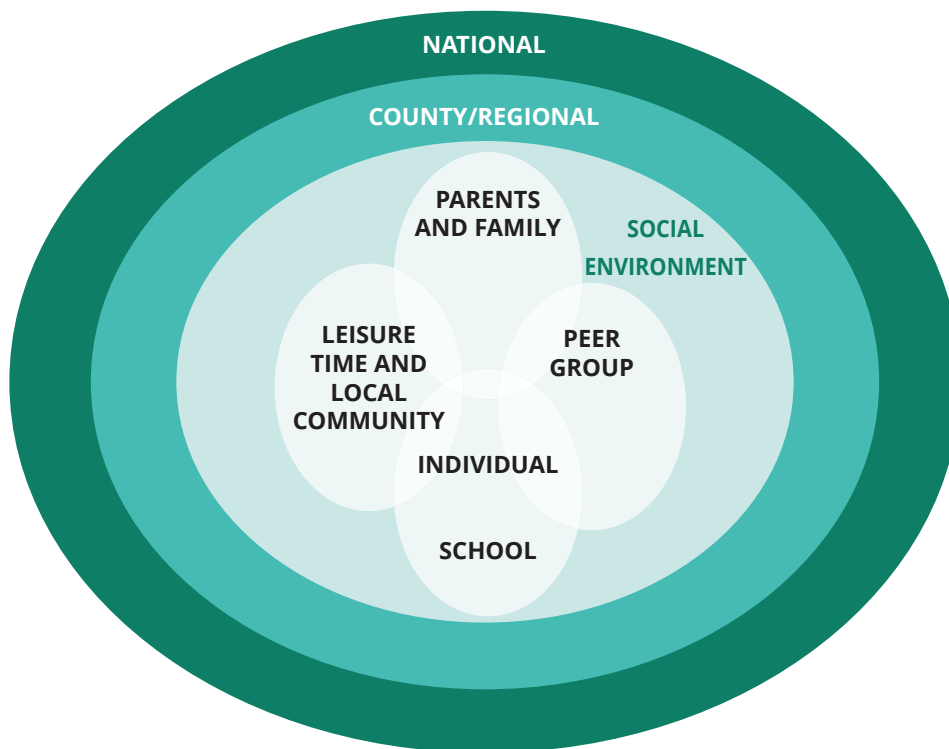 NATIONAL
COUNTY/REGIONAL
PARENTS
AND FAMILY
SOCIAL
ENVIRONMENT
LEISURE
TIME AND
LOCAL
COMMUNITY
PEER
GROUP
INDIVIDUAL
SCHOOL